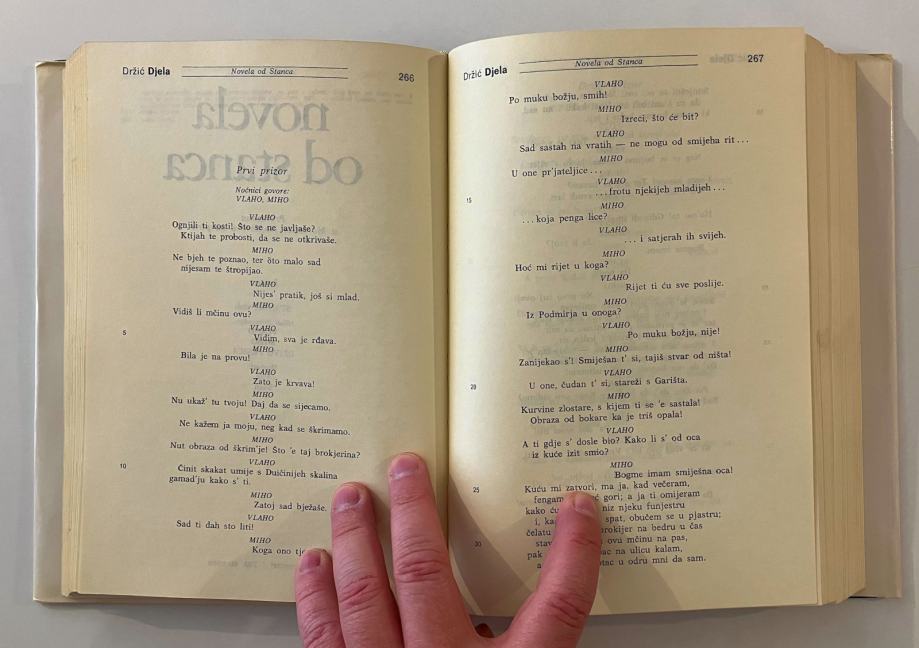 Držić Djela
Novela od Stanca
266
Prvi prizor
Noćnici govore:
VLAHO, MIHO
VLAHO
Ognjili ti kosti! Što se ne javljaše?
Ktijah te probosti, da se ne otkrivaše.
MIHO
Ne bjeh te poznao, ter òto malo sad
nijesam te štropijao.
VLAHO
Nijes' pratik, još si mlad.
MIHO
Vidiš li mčinu ovu?
VLAHO
5
Vidim, sva je rđava.
MIHO
Bila je na provu!
VLAHO
Zato je krvava!
MIHO
Nu ukaž' tu tvoju! Daj da se sijecamo.
VLAHO
Ne kažem ja moju, neg kad se škrimamo.
MIHO
Nut obraza od škrim'je! Što 'e taj brokjerina?
VLAHO
10
Činit skakat umije s Duičinijeh skalina
gamad'ju kako s' ti.
MIHO
Zatoj sad bježaše.
VLAHO
Sad ti dah sto liti!
MIHO
Koga ono
Držić Djela
Novela od Stanca
267
VLAHO
Po muku božju, smih!
MIHO
Izreci, što će bit?
VLAHO
Sad sastah na vratih — ne mogu od smijeha rit...
MIHO
U one pr'jateljice...
VLAHO
15
...frotu njekijeh mladijeh...
MIHO
...koja penga lice?
VLAHO
...i satjerah ih svijeh.
MIHO
Hoć mi rijet u koga?
VLAHO
Rijet ti ću sve poslije.
MIHO
Iz Podmirja u onoga?
VLAHO
Po muku božju, nije!
MIHO
Zanijekao s'! Smiješan t' si, tajiš stvar od ništa!
VLAHO
20
U one, čudan t' si, stareži s Garišta.
MIHO
Kurvine zlostare, s kijem ti se 'e sastala!
Obraza od bokare ka je triš opala!
VLAHO
A ti gdje s' dosle bio? Kako li s' od oca
iz kuće izit smio?
MIHO
Bogme imam smiješna oca!
25
Kuću mi zatvori, ma ja, kad večeram,
fengam gori; a ja ti omijeram
kako niz njeku funjestru
i, spat, obučem se u pjastru;
čelatu brokijer na bedru u čas
30
ovu mčinu na pas,
pak na ulicu kalam,
a u odru mni da sam.